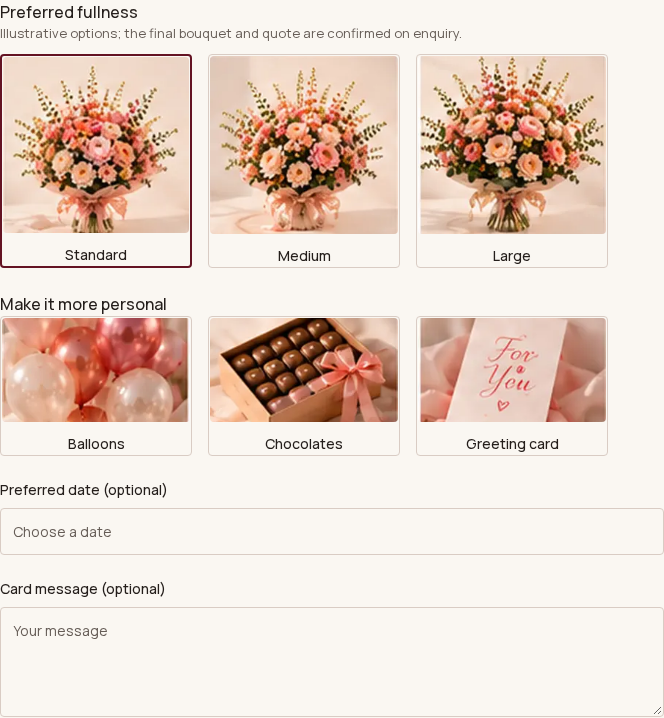 Preferred fullness
Illustrative options; the final bouquet and quote are confirmed on enquiry.
Standard
Medium
Large
Make it more personal
For
You
Balloons
Chocolates
Greeting card
Preferred date (optional)
Choose a date
Card message (optional)
Your message